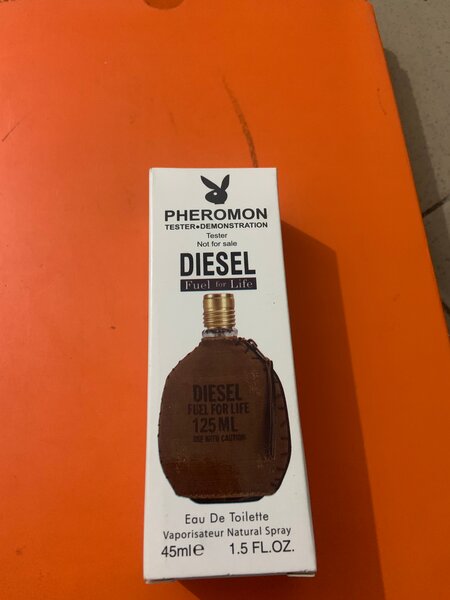 PHEROMON
TESTER●DEMONSTRATION
Tester
Not for sale
DIESEL
Fuel for Life
DIESEL
FUEL FOR LIFE
125 ML
USE WITH CAUTION
Eau De Toilette
Vaporisateur Natural Spray
45ml℮ 1.5 FL.OZ.